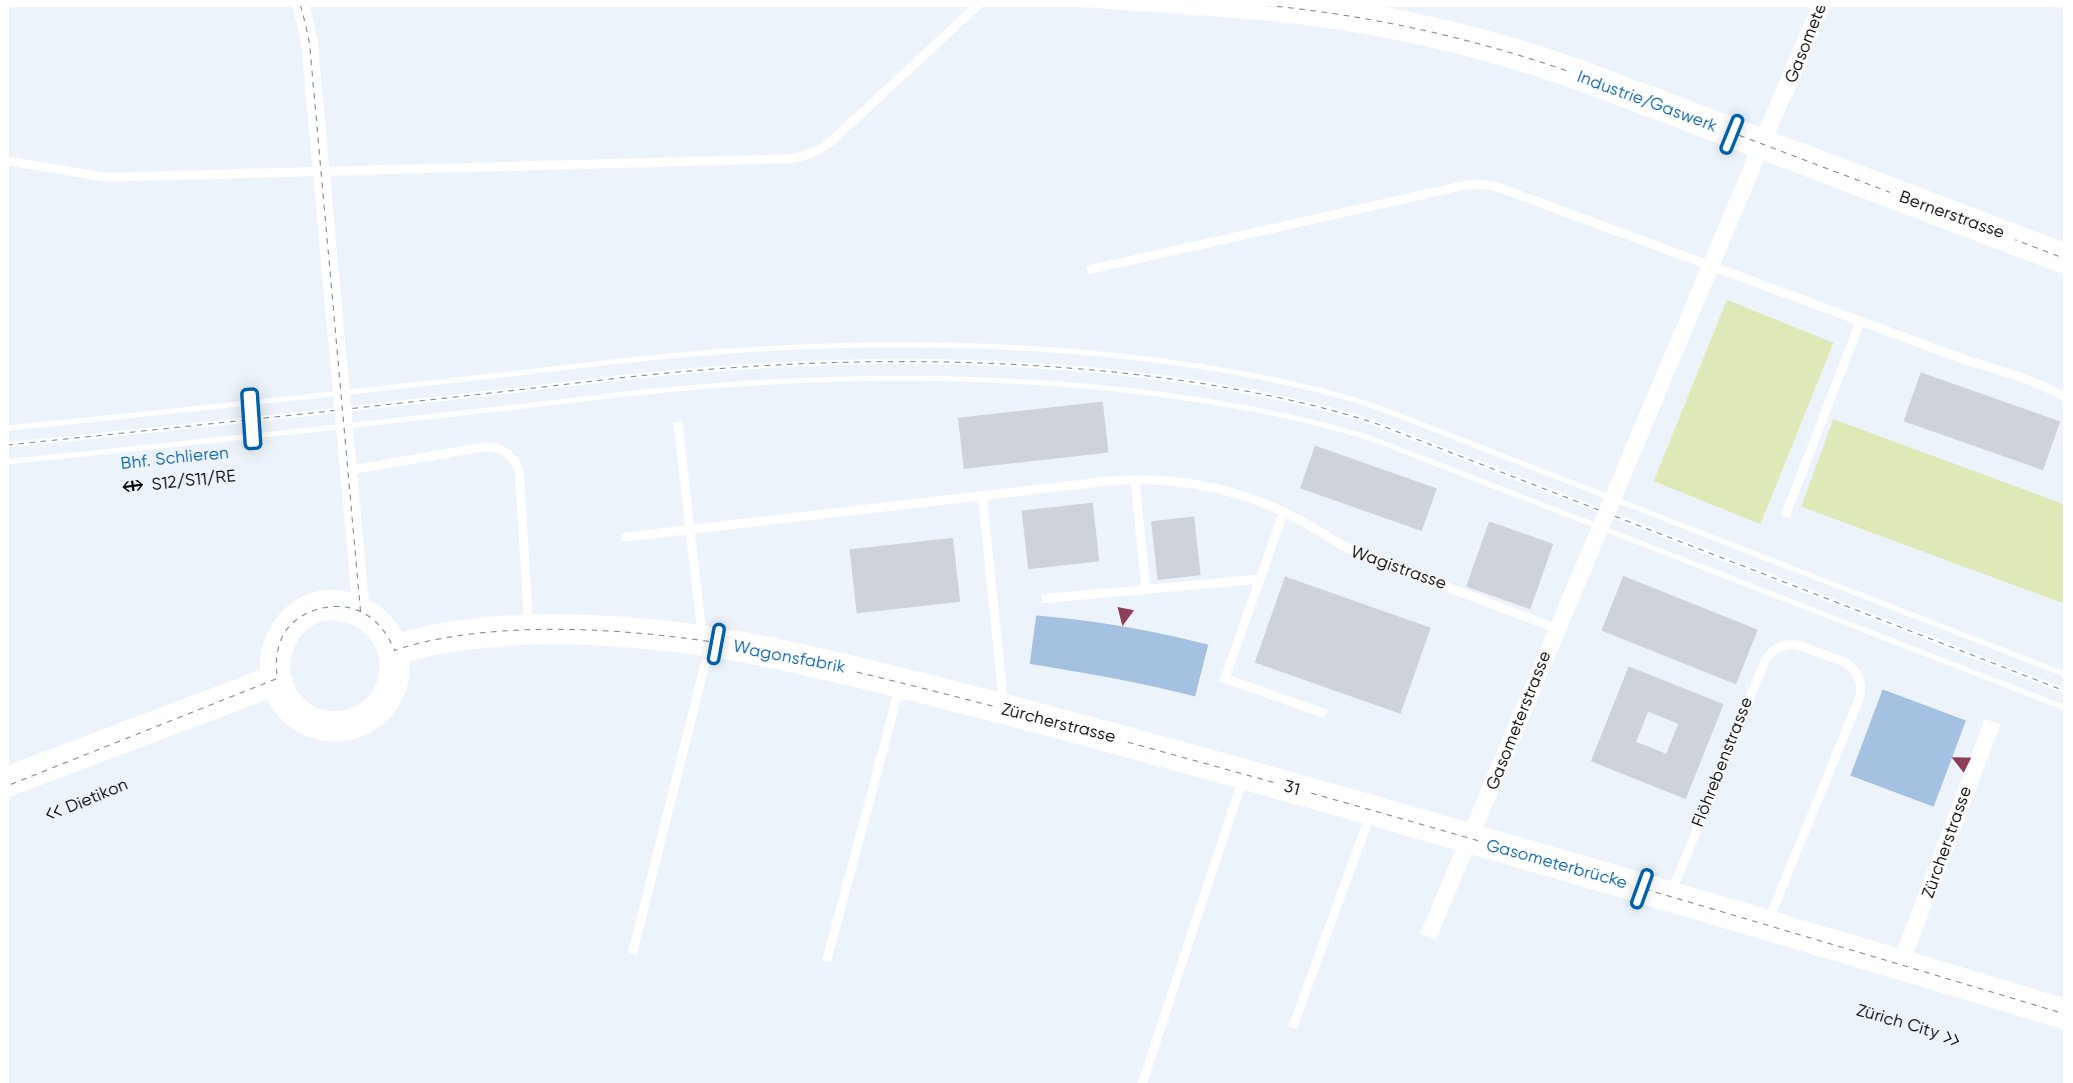 Gasomete
Industrie/Gaswerk
Bernerstrasse
Bhf. Schlieren
S12/S11/RE
Wagistrasse
Wagonsfabrik
Zürcherstrasse
Gasometerstrasse
Flöhrebenstrasse
<< Dietikon
31
Zürcherstrasse
Gasometerbrücke
Zürich City >>